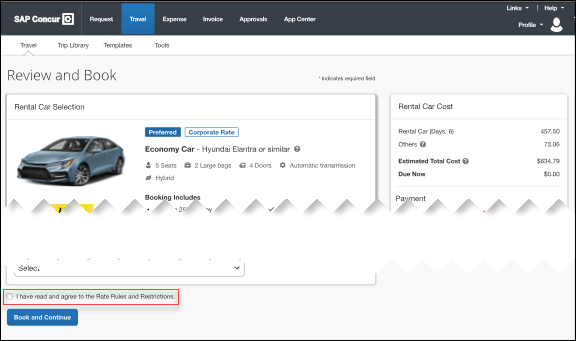 Links | Help
SAP Concur Request Travel Expense Invoice Approvals App Center
Profile
Travel Trip Library Templates Tools
Review and Book
* Indicates required field
Rental Car Selection
Preferred Corporate Rate
Economy Car - Hyundai Elantra or similar
5 Seats 2 Large bags 4 Doors Automatic transmission
Hybrid
Booking Includes
Rental Car Cost
Rental Car (Days: 6) 457.50
Others 73.06
Estimated Total Cost $634.79
Due Now $0.00
Payment
Select
I have read and agree to the Rate Rules and Restrictions.
Book and Continue